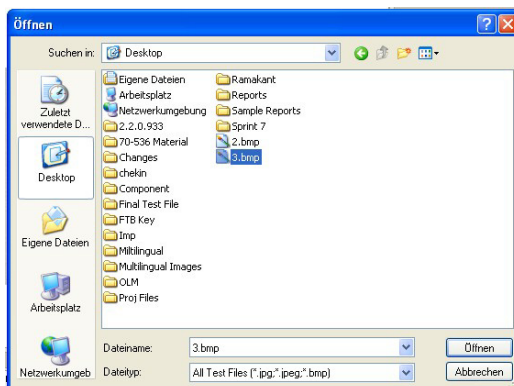 Öffnen
Suchen in:
Desktop
Zuletzt
verwendete D...
Desktop
Eigene Dateien
Arbeitsplatz
Netzwerkumgeb
Eigene Dateien
Arbeitsplatz
Netzwerkumgebung
2.2.0.933
70-536 Material
Changes
chekin
Component
Final Test File
FTB Key
Imp
Miltilingual
Multilingual Images
OLM
Proj Files
Ramakant
Reports
Sample Reports
Sprint 7
2.bmp
3.bmp
Dateiname:
3.bmp
Öffnen
Dateityp:
All Test Files (*.jpg;*.jpeg;*.bmp)
Abbrechen